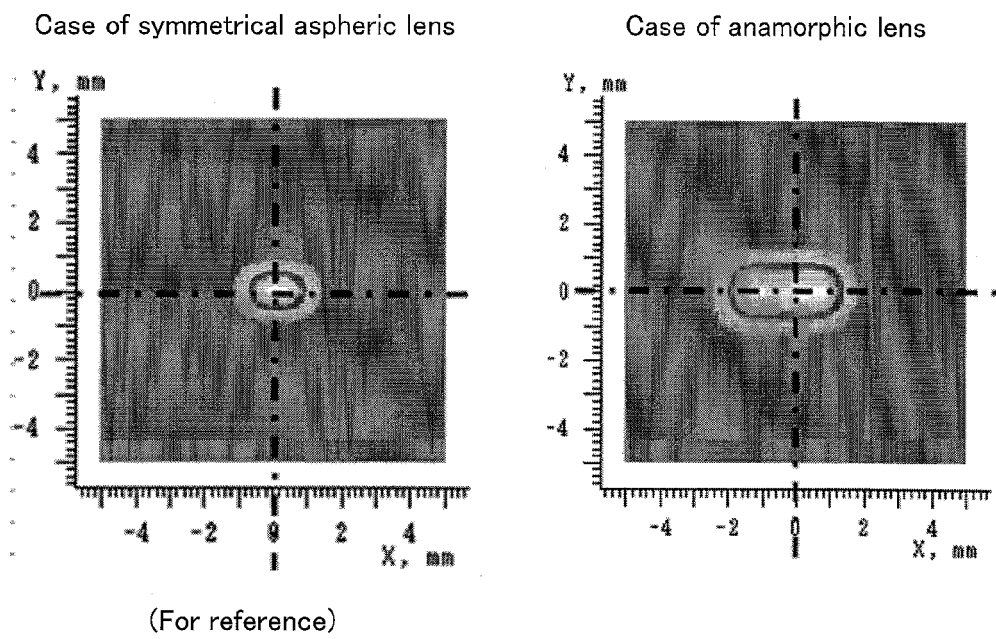 Case of symmetrical aspheric lens
Case of anamorphic lens
Y, mm
4
2
0
-2
-4
-4 -2 0 2 4
X, mm
Y, mm
4
2
0
-2
-4
-4 -2 0 2 4
X, mm
(For reference)